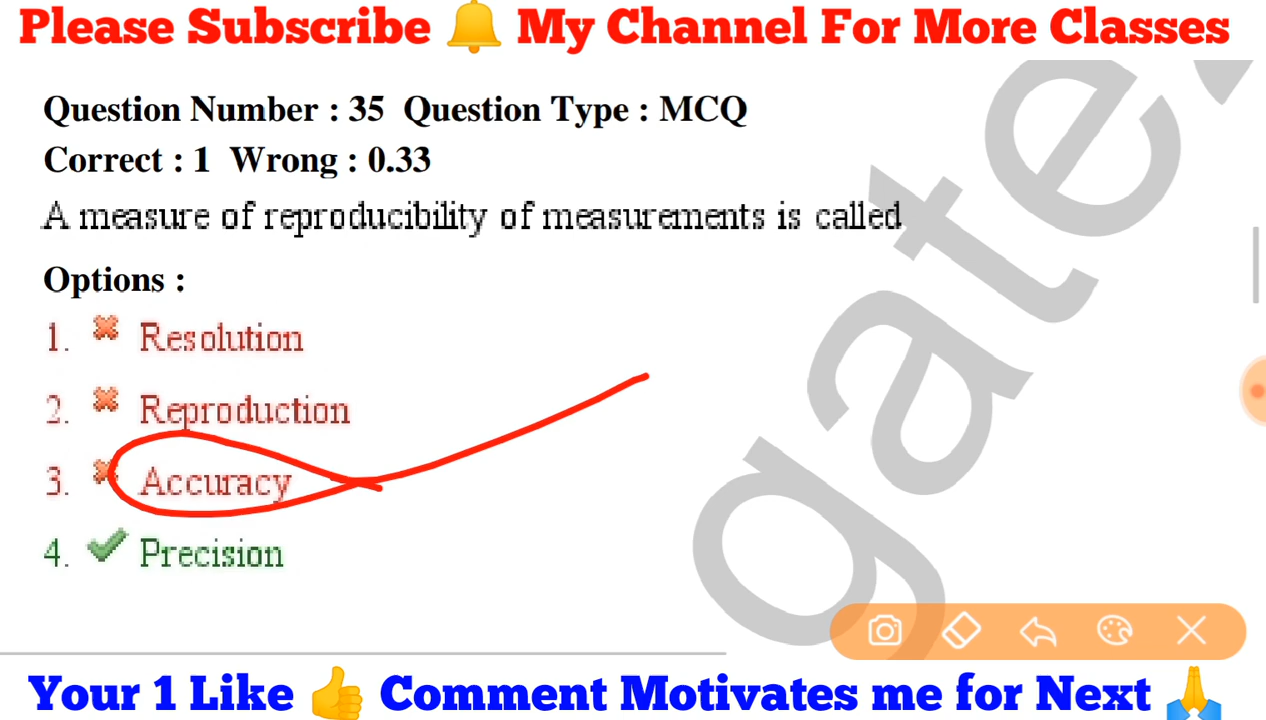 Please Subscribe 🔔 My Channel For More Classes
Question Number : 35 Question Type : MCQ
Correct : 1 Wrong : 0.33
A measure of reproducibility of measurements is called
Options :
1. Resolution
2. Reproduction
3. Accuracy
4. Precision
gate
Your 1 Like 👍 Comment Motivates me for Next 🙏